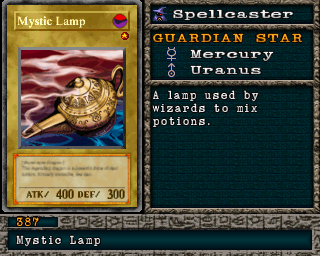 Mystic Lamp
ATK/ 400 DEF/ 300
Spellcaster
GUARDIAN STAR
Mercury
Uranus
A lamp used by
wizards to mix
potions.
387
Mystic Lamp